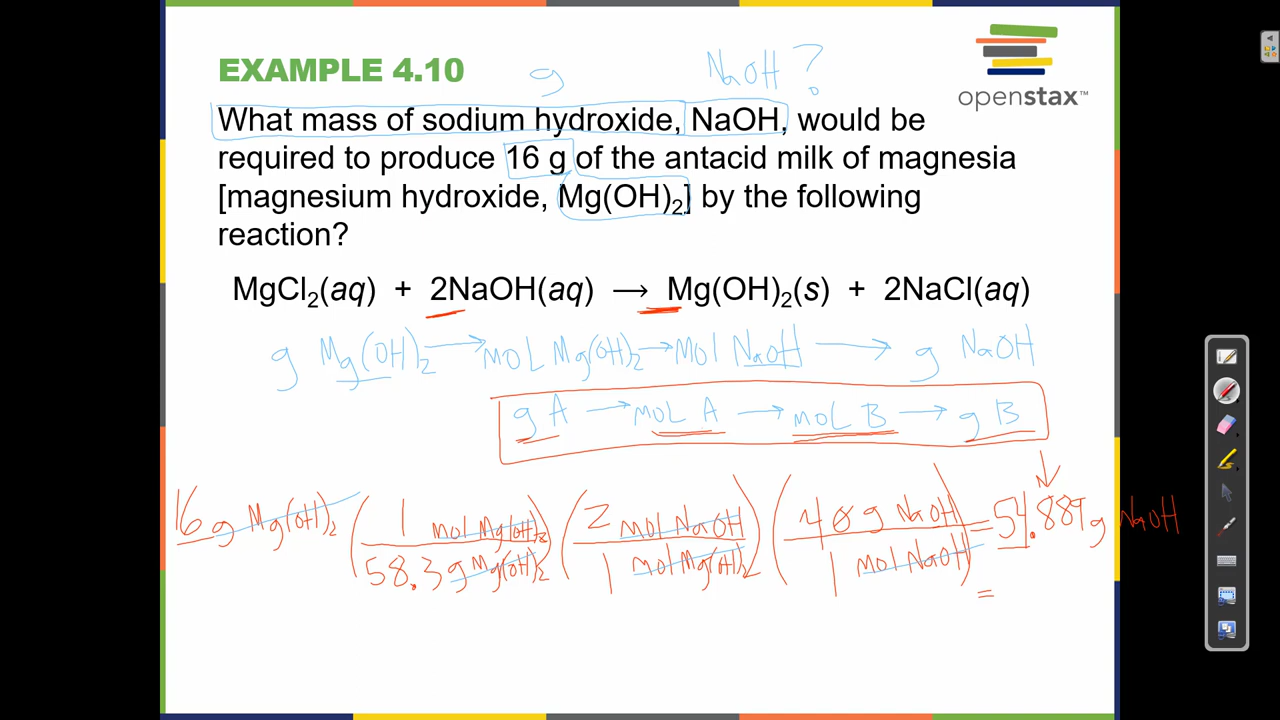 g NaOH ?
EXAMPLE 4.10
openstax™
What mass of sodium hydroxide, NaOH, would be
required to produce 16 g of the antacid milk of magnesia
[magnesium hydroxide, Mg(OH)₂] by the following
reaction?
MgCl₂(aq) + 2NaOH(aq) ⟶ Mg(OH)₂(s) + 2NaCl(aq)
g Mg(OH)₂ → mol Mg(OH)₂ → mol NaOH → g NaOH
g A → mol A → mol B → g B
16 g Mg(OH)₂ (1 mol Mg(OH)₂ / 58.3 g Mg(OH)₂) (2 mol NaOH / 1 mol Mg(OH)₂) (40 g NaOH / 1 mol NaOH) = 54.889 g NaOH
=